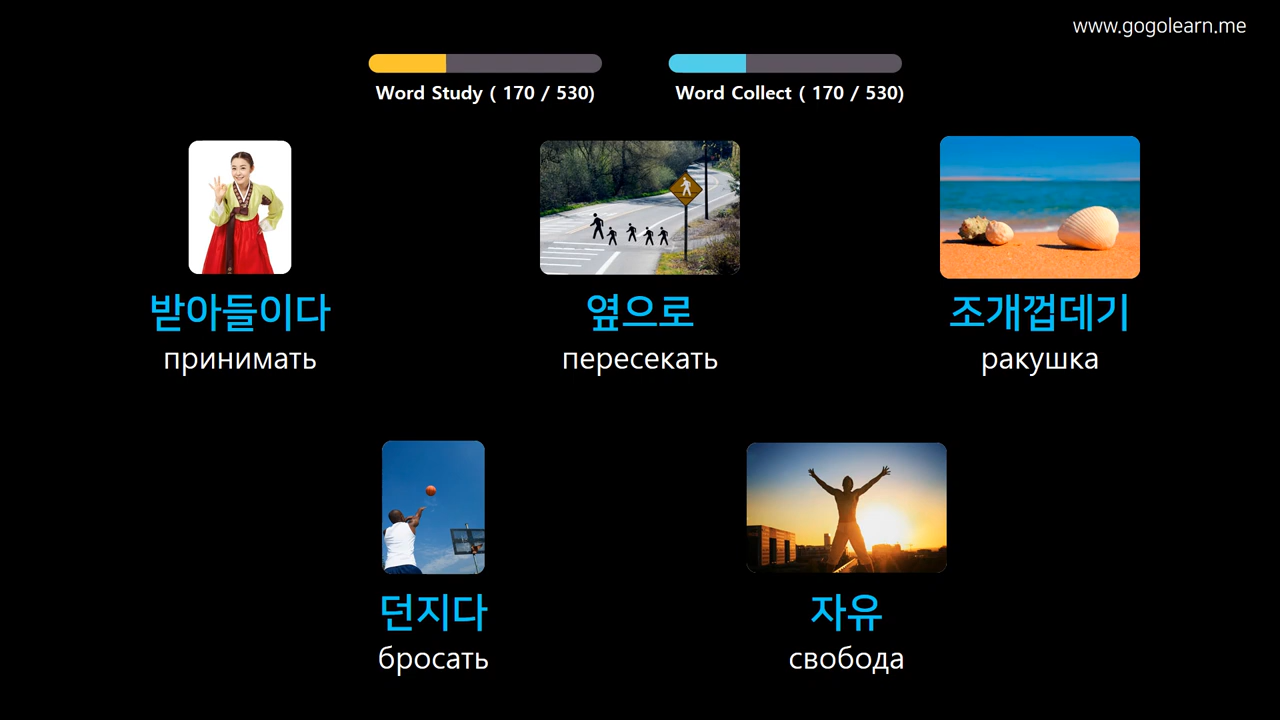 www.gogolearn.me
Word Study ( 170 / 530)
Word Collect ( 170 / 530)
받아들이다
принимать
옆으로
пересекать
조개껍데기
ракушка
던지다
бросать
자유
свобода